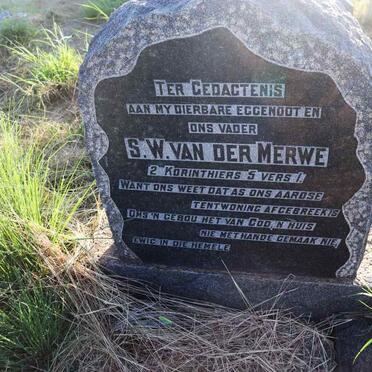 TER GEDACTENIS
AAN MY DIERBARE EGGENOOT EN
ONS VADER
S.W. VAN DER MERWE
2 KORINTHIERS 5 VERS 1
WANT ONS WEET DAT AS ONS AARDSE
TENTWONING AFGEBREEK IS
ONS 'N GEBOU HET VAN GOD, 'N HUIS
NIE MET HANDE GEMAAK NIE,
EWIG IN DIE HEMELE